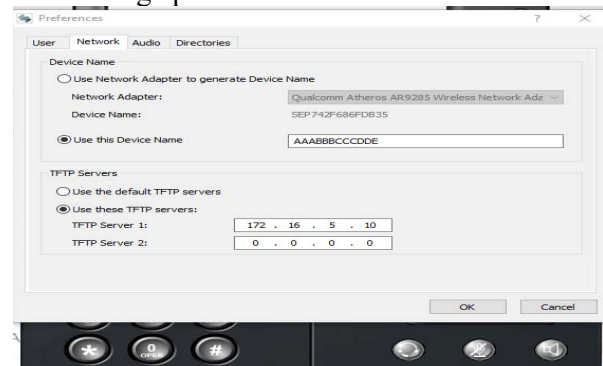 Preferences
?
User Network Audio Directories
Device Name
Use Network Adapter to generate Device Name
Network Adapter: Qualcomm Atheros AR9285 Wireless Network Ada
Device Name: SEP742F686FDB35
Use this Device Name AAABBBCCCDDE
TFTP Servers
Use the default TFTP servers
Use these TFTP servers:
TFTP Server 1: 172 . 16 . 5 . 10
TFTP Server 2: 0 . 0 . 0 . 0
OK Cancel
* 0 #
OPER